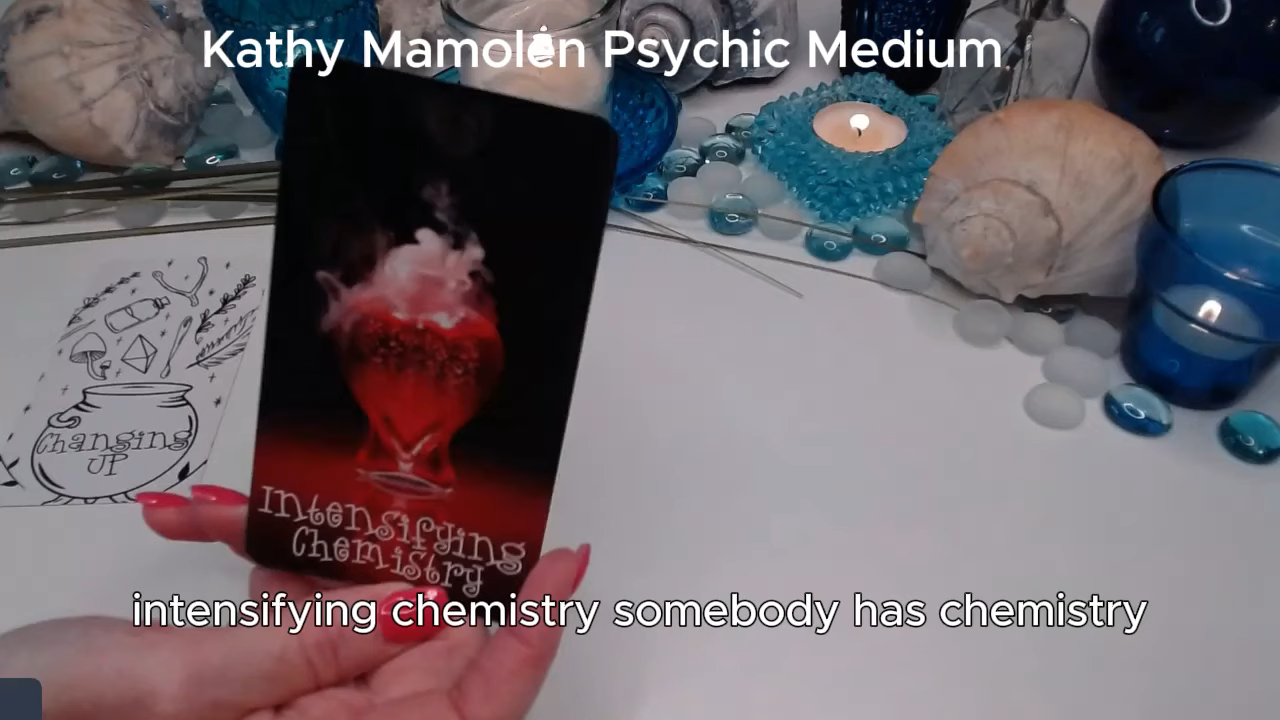 Kathy Mamolen Psychic Medium
Changing
UP
Intensifying
Chemistry
intensifying chemistry somebody has chemistry